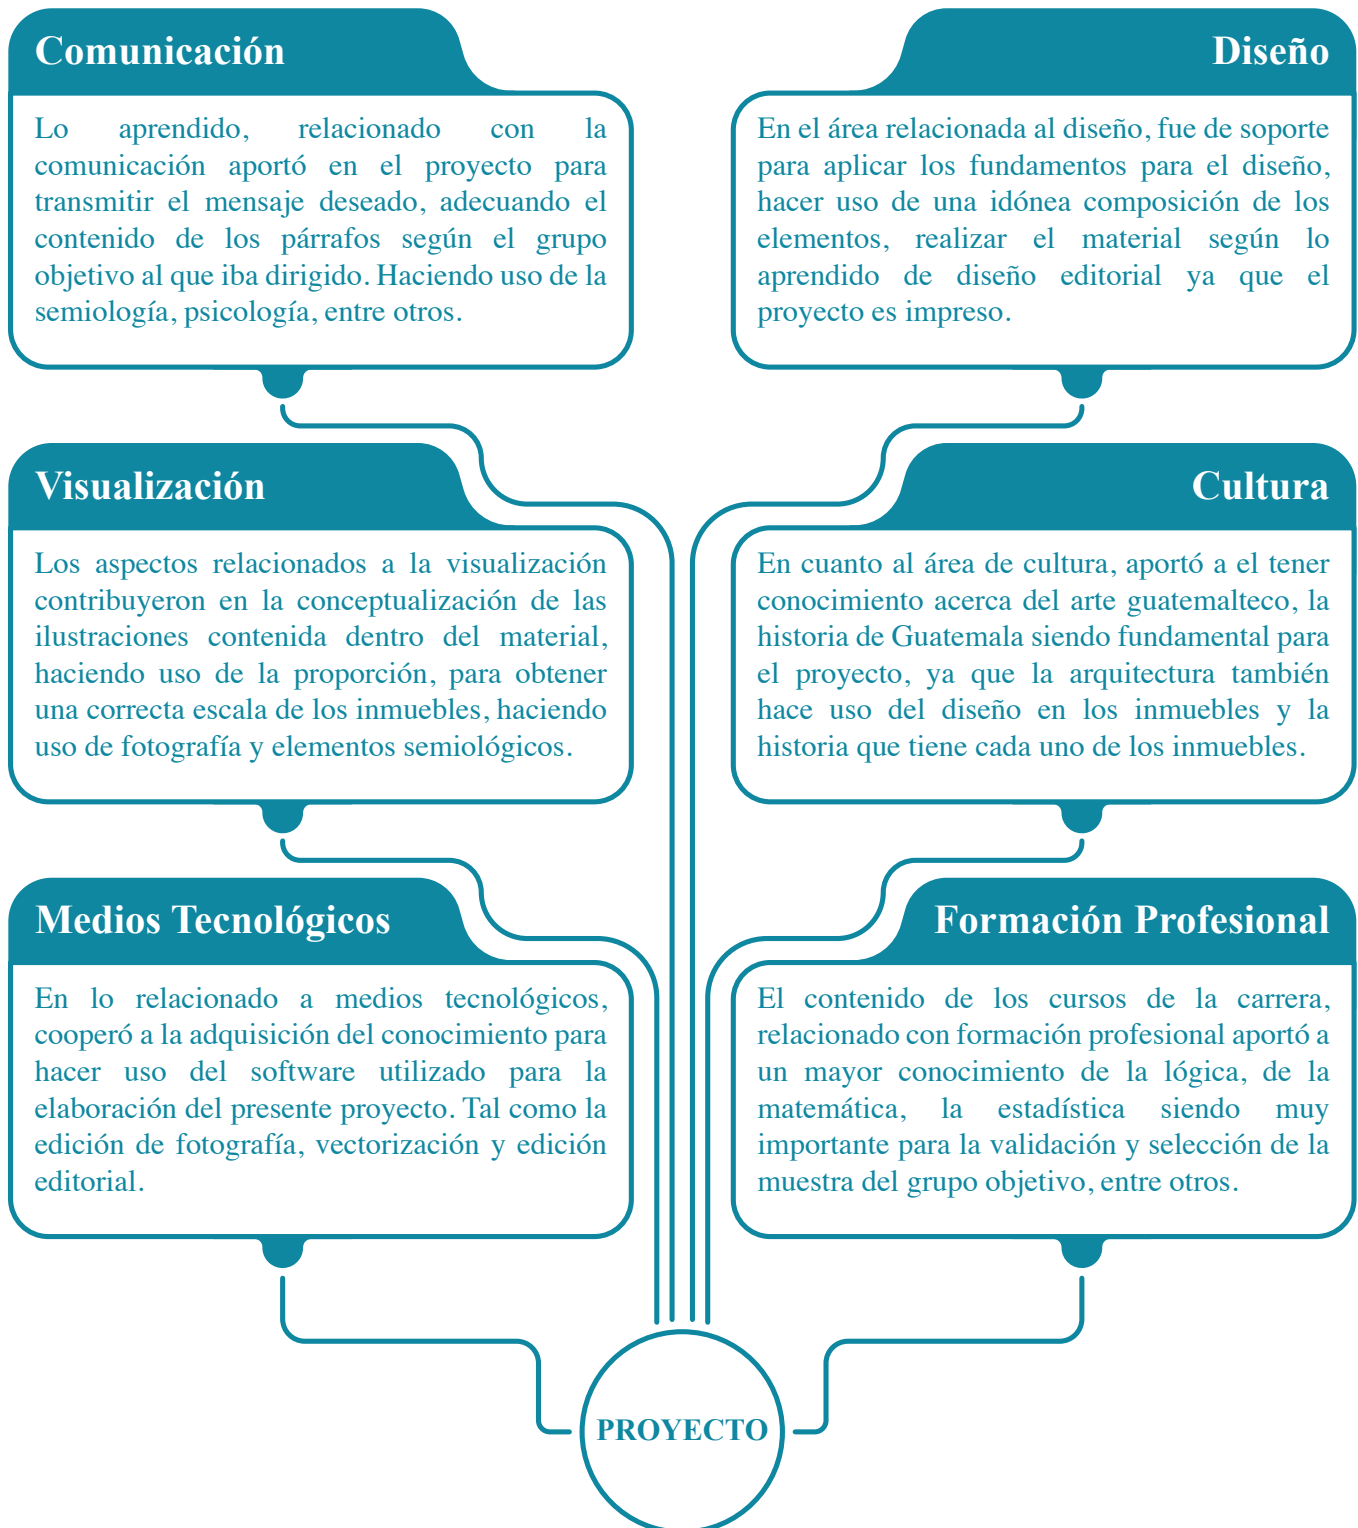 Comunicación
Lo aprendido, relacionado con la
comunicación aportó en el proyecto para
transmitir el mensaje deseado, adecuando el
contenido de los párrafos según el grupo
objetivo al que iba dirigido. Haciendo uso de la
semiología, psicología, entre otros.
Diseño
En el área relacionada al diseño, fue de soporte
para aplicar los fundamentos para el diseño,
hacer uso de una idónea composición de los
elementos, realizar el material según lo
aprendido de diseño editorial ya que el
proyecto es impreso.
Visualización
Los aspectos relacionados a la visualización
contribuyeron en la conceptualización de las
ilustraciones contenida dentro del material,
haciendo uso de la proporción, para obtener
una correcta escala de los inmuebles, haciendo
uso de fotografía y elementos semiológicos.
Cultura
En cuanto al área de cultura, aportó a el tener
conocimiento acerca del arte guatemalteco, la
historia de Guatemala siendo fundamental para
el proyecto, ya que la arquitectura también
hace uso del diseño en los inmuebles y la
historia que tiene cada uno de los inmuebles.
Medios Tecnológicos
En lo relacionado a medios tecnológicos,
cooperó a la adquisición del conocimiento para
hacer uso del software utilizado para la
elaboración del presente proyecto. Tal como la
edición de fotografía, vectorización y edición
editorial.
Formación Profesional
El contenido de los cursos de la carrera,
relacionado con formación profesional aportó a
un mayor conocimiento de la lógica, de la
matemática, la estadística siendo muy
importante para la validación y selección de la
muestra del grupo objetivo, entre otros.
PROYECTO